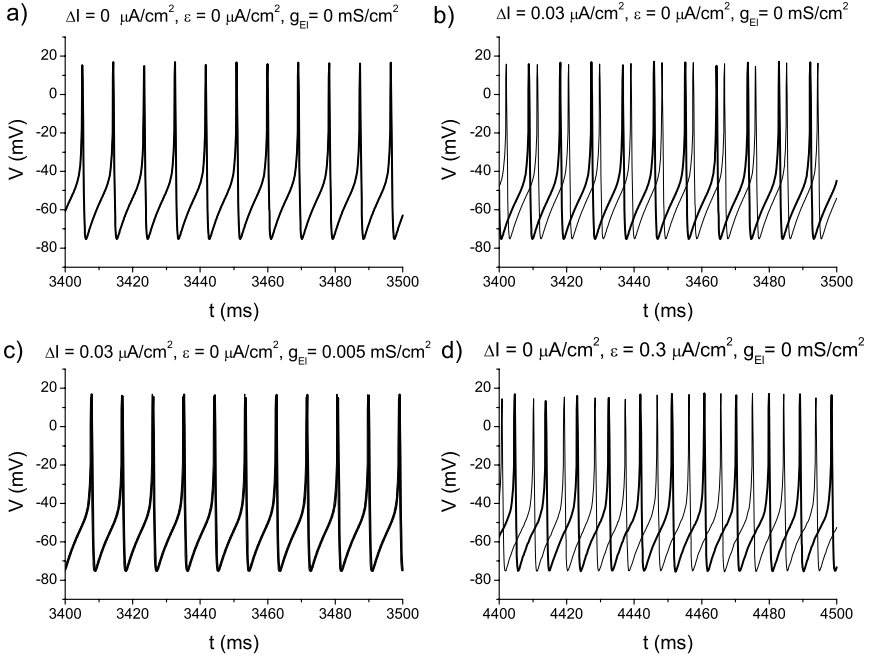 a) ΔI = 0 μA/cm², ε = 0 μA/cm², g_El = 0 mS/cm²
20
0
-20
-40
-60
-80
V (mV)
3400 3420 3440 3460 3480 3500
t (ms)
b) ΔI = 0.03 μA/cm², ε = 0 μA/cm², g_El = 0 mS/cm²
20
0
-20
-40
-60
-80
V (mV)
3400 3420 3440 3460 3480 3500
t (ms)
c) ΔI = 0.03 μA/cm², ε = 0 μA/cm², g_El = 0.005 mS/cm²
20
0
-20
-40
-60
-80
V (mV)
3400 3420 3440 3460 3480 3500
t (ms)
d) ΔI = 0 μA/cm², ε = 0.3 μA/cm², g_El = 0 mS/cm²
20
0
-20
-40
-60
-80
V (mV)
4400 4420 4440 4460 4480 4500
t (ms)